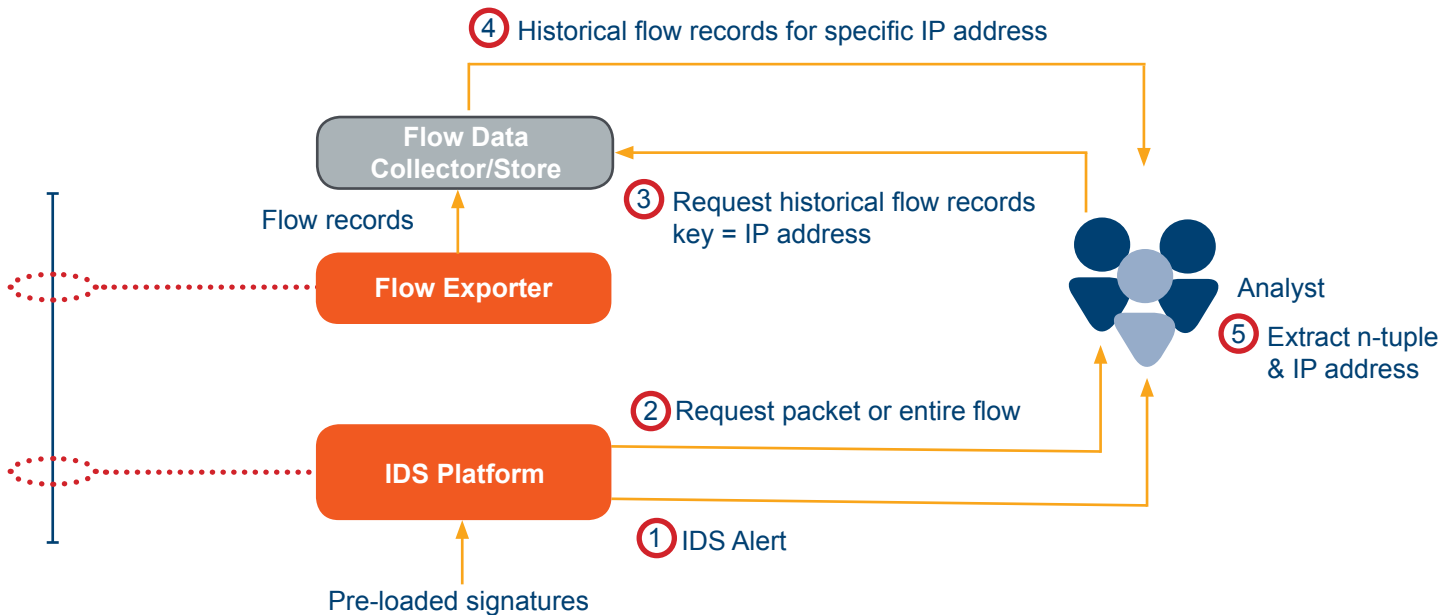 4 Historical flow records for specific IP address
Flow Data
Collector/Store
3 Request historical flow records
key = IP address
Flow records
Flow Exporter
Analyst
5 Extract n-tuple
& IP address
2 Request packet or entire flow
IDS Platform
1 IDS Alert
Pre-loaded signatures